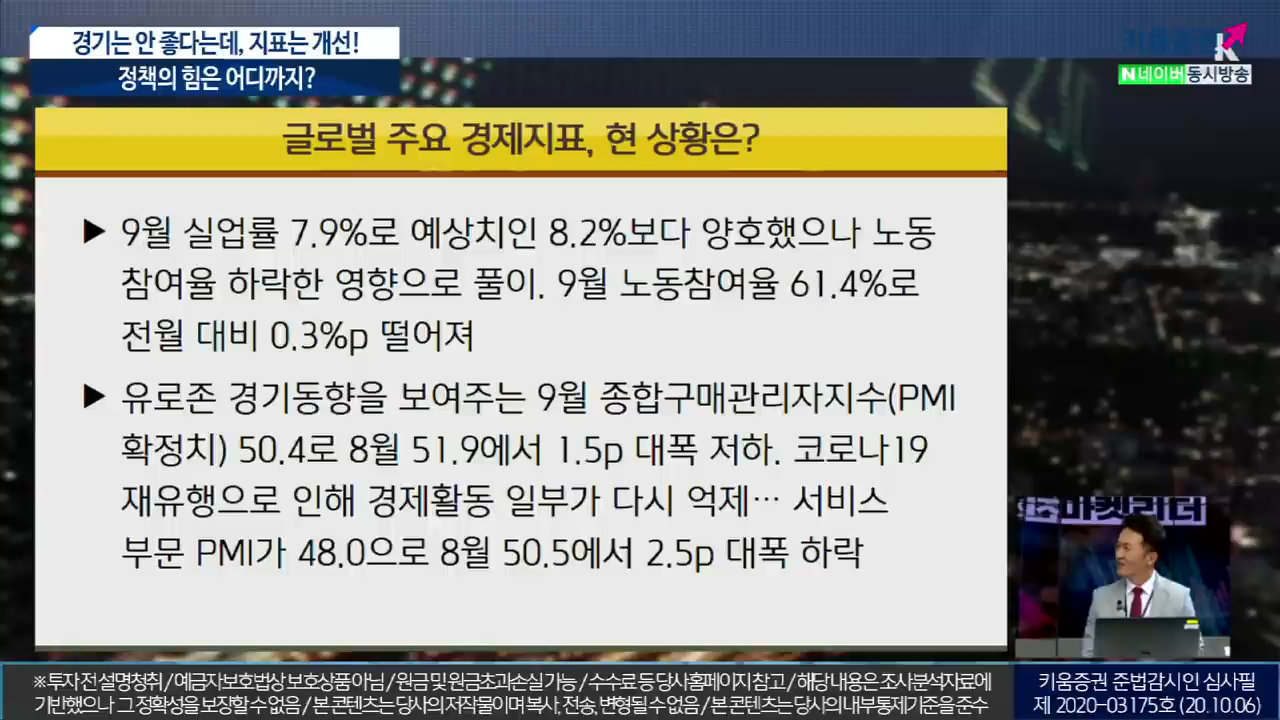 경기는 안 좋다는데, 지표는 개선!
정책의 힘은 어디까지?
키움증권
N 네이버 동시방송
글로벌 주요 경제지표, 현 상황은?
▶ 9월 실업률 7.9%로 예상치인 8.2%보다 양호했으나 노동
참여율 하락한 영향으로 풀이. 9월 노동참여율 61.4%로
전월 대비 0.3%p 떨어져
▶ 유로존 경기동향을 보여주는 9월 종합구매관리자지수(PMI
확정치) 50.4로 8월 51.9에서 1.5p 대폭 저하. 코로나19
재유행으로 인해 경제활동 일부가 다시 억제… 서비스
부문 PMI가 48.0으로 8월 50.5에서 2.5p 대폭 하락
마켓리더
※ 투자 전 설명청취 / 예금자보호법상 보호상품 아님 / 원금 및 원금초과손실 가능 / 수수료 등 당사홈페이지 참고 / 해당 내용은 조사분석자료에
기반했으나 그 정확성을 보장할 수 없음 / 본 콘텐츠는 당사의 저작물이며 복사, 전송, 변형될 수 없음 / 본 콘텐츠는 당사의 내부통제기준을 준수
키움증권 준법감시인 심사필
제 2020-03175호 (20.10.06)